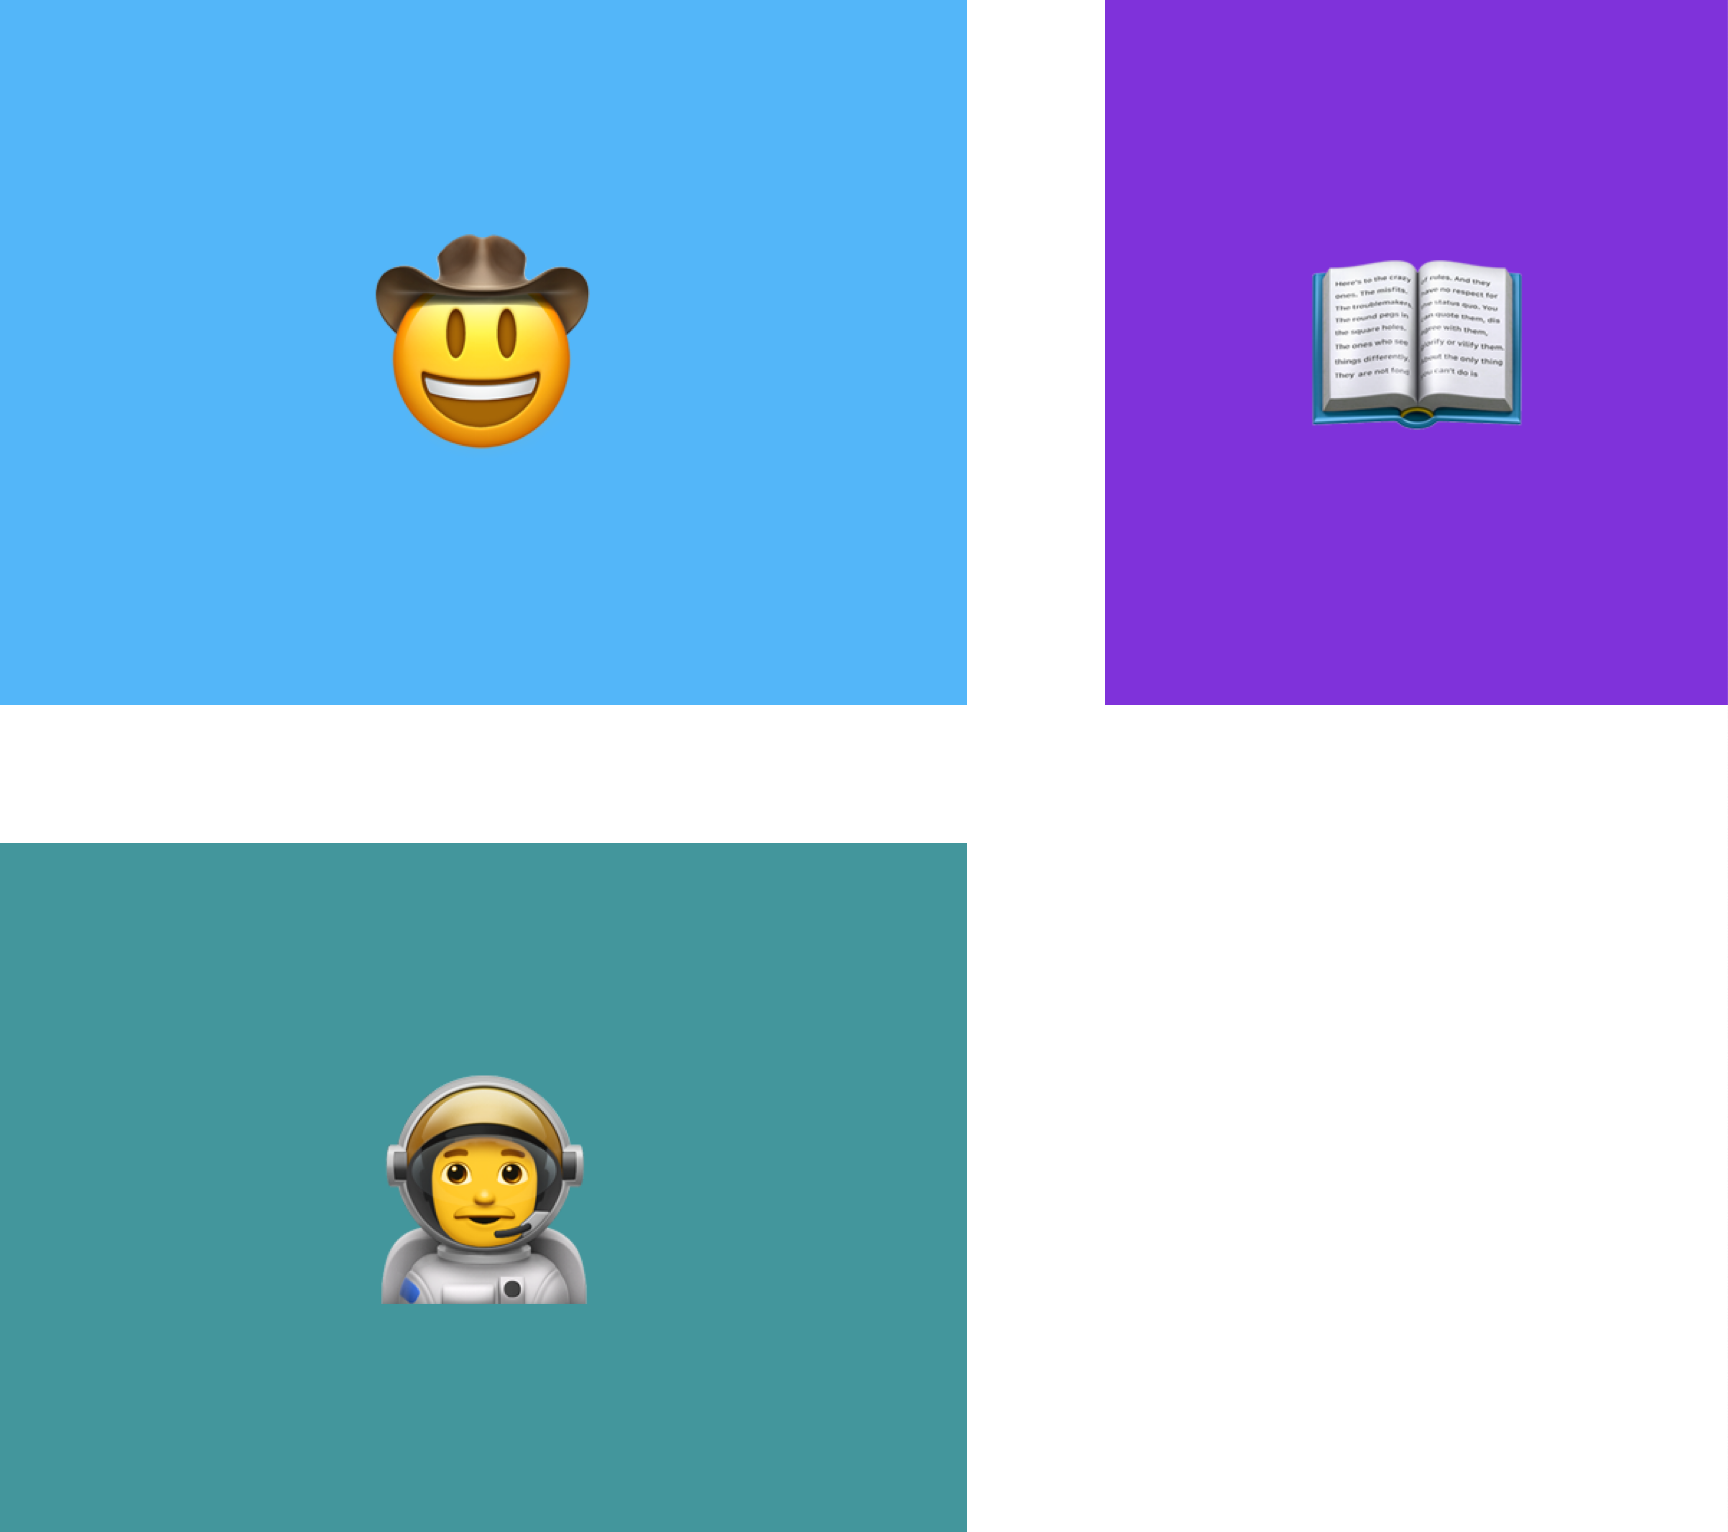 Here's to the crazy
ones. The misfits.
The troublemakers.
The round pegs in
the square holes.
The ones who see
things differently.
They are not fond
of rules. And they
have no respect for
the status quo. You
can quote them, dis
agree with them,
glorify or vilify them.
about the only thing
you can't do is